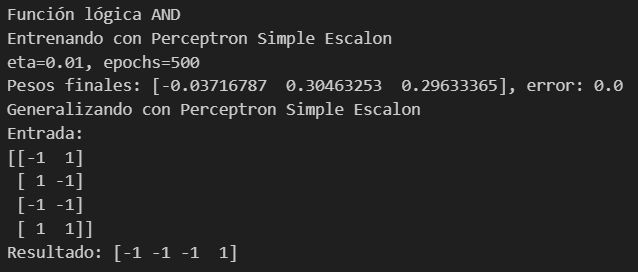 Función lógica AND
Entrenando con Perceptron Simple Escalon
eta=0.01, epochs=500
Pesos finales: [-0.03716787  0.30463253  0.29633365], error: 0.0
Generalizando con Perceptron Simple Escalon
Entrada:
[[-1  1]
 [ 1 -1]
 [-1 -1]
 [ 1  1]]
Resultado: [-1 -1 -1  1]